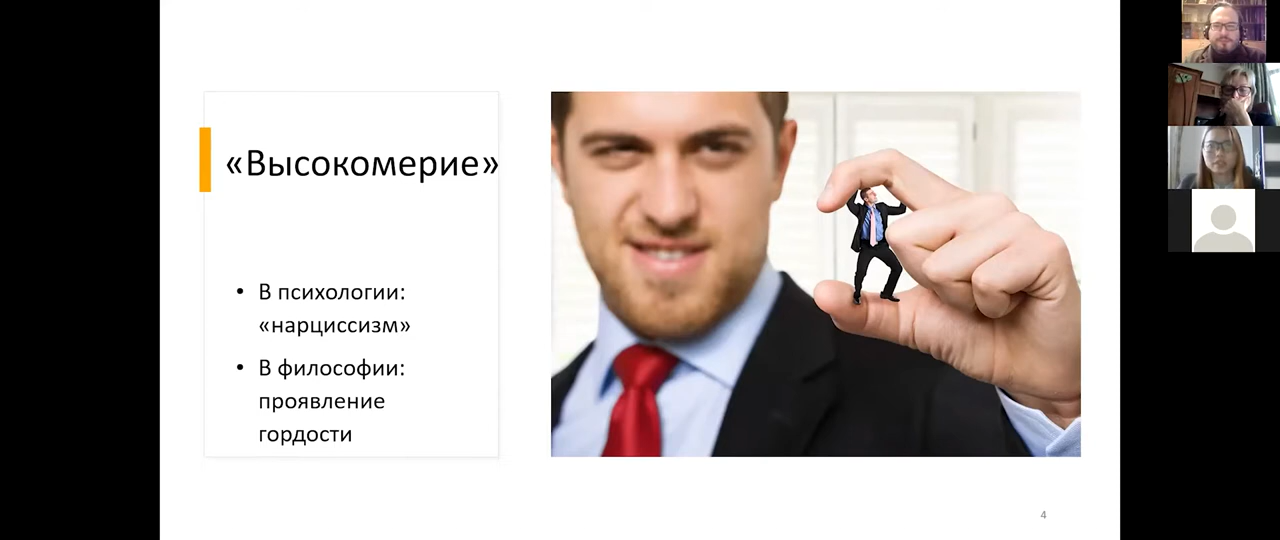 «Высокомерие»
• В психологии:
«нарциссизм»
• В философии:
проявление
гордости
4